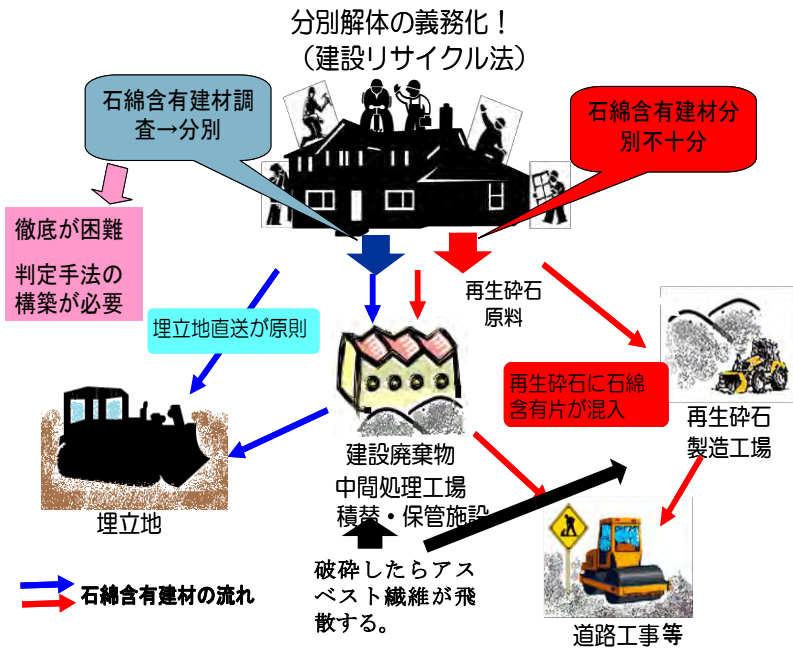 分別解体の義務化！
（建設リサイクル法）
石綿含有建材調
査→分別
石綿含有建材分
別不十分
徹底が困難
判定手法の
構築が必要
再生砕石
原料
埋立地直送が原則
再生砕石に石綿
含有片が混入
再生砕石
製造工場
建設廃棄物
中間処理工場
積替・保管施設
埋立地
破砕したらアス
ベスト繊維が飛
散する。
石綿含有建材の流れ
道路工事等